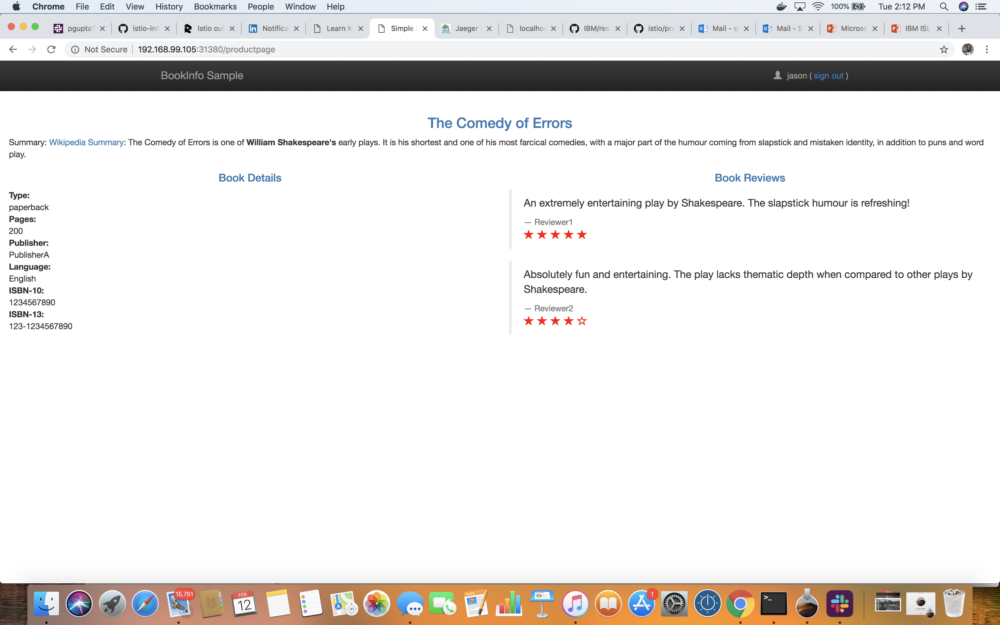 Chrome File Edit View History Bookmarks People Window Help 100% Tue 2:12 PM
pgupta1 istio-int Istio out Notifica Learn K Simple Jaeger localhos IBM/res istio/pro Mail - sl Mail - S Microso IBM ISL
Not Secure 192.168.99.105:31380/productpage
BookInfo Sample jason ( sign out )
The Comedy of Errors
Summary: Wikipedia Summary: The Comedy of Errors is one of William Shakespeare's early plays. It is his shortest and one of his most farcical comedies, with a major part of the humour coming from slapstick and mistaken identity, in addition to puns and word
play.
Book Details
Type:
paperback
Pages:
200
Publisher:
PublisherA
Language:
English
ISBN-10:
1234567890
ISBN-13:
123-1234567890
Book Reviews
An extremely entertaining play by Shakespeare. The slapstick humour is refreshing!
— Reviewer1
Absolutely fun and entertaining. The play lacks thematic depth when compared to other plays by
Shakespeare.
— Reviewer2
15,751
FEB
12
3D
PAGES
1
>_